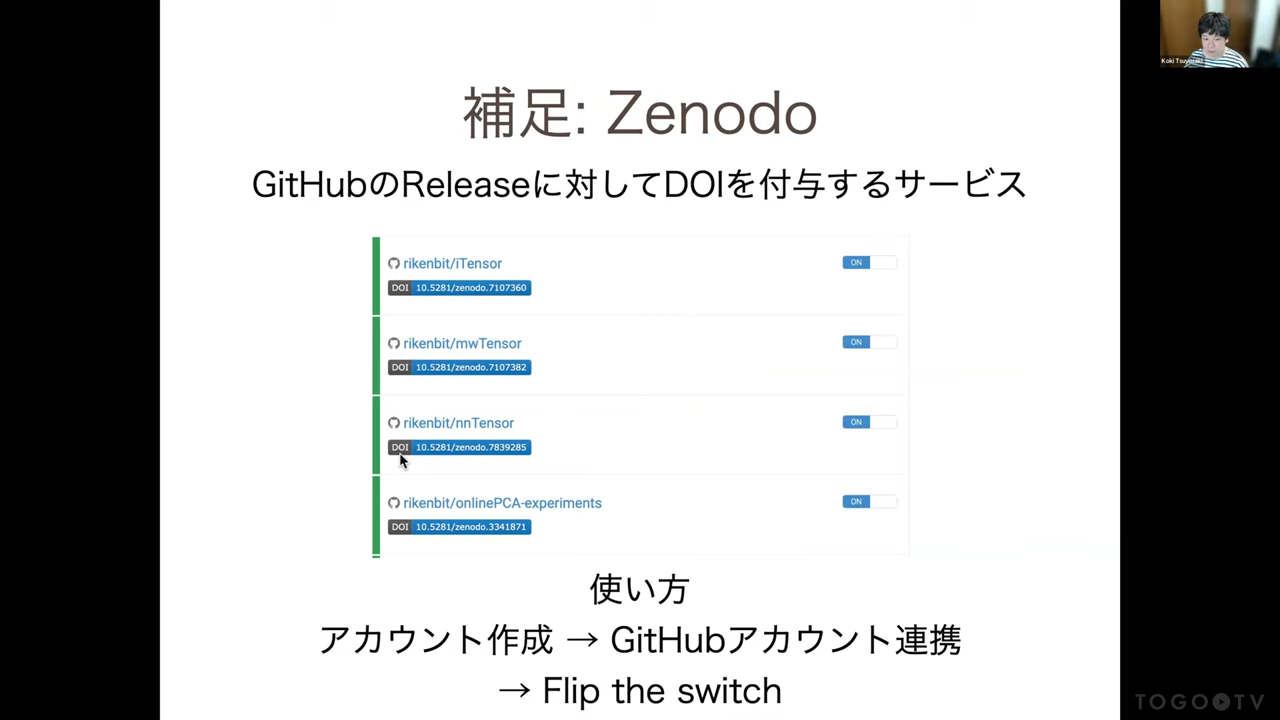 Koki Tsuyuzaki
補足: Zenodo
GitHubのReleaseに対してDOIを付与するサービス
rikenbit/iTensor
ON
DOI 10.5281/zenodo.7107360
rikenbit/mwTensor
ON
DOI 10.5281/zenodo.7107382
rikenbit/nnTensor
ON
DOI 10.5281/zenodo.7839285
rikenbit/onlinePCA-experiments
ON
DOI 10.5281/zenodo.3341871
使い方
アカウント作成 → GitHubアカウント連携
→ Flip the switch
TOGOTV